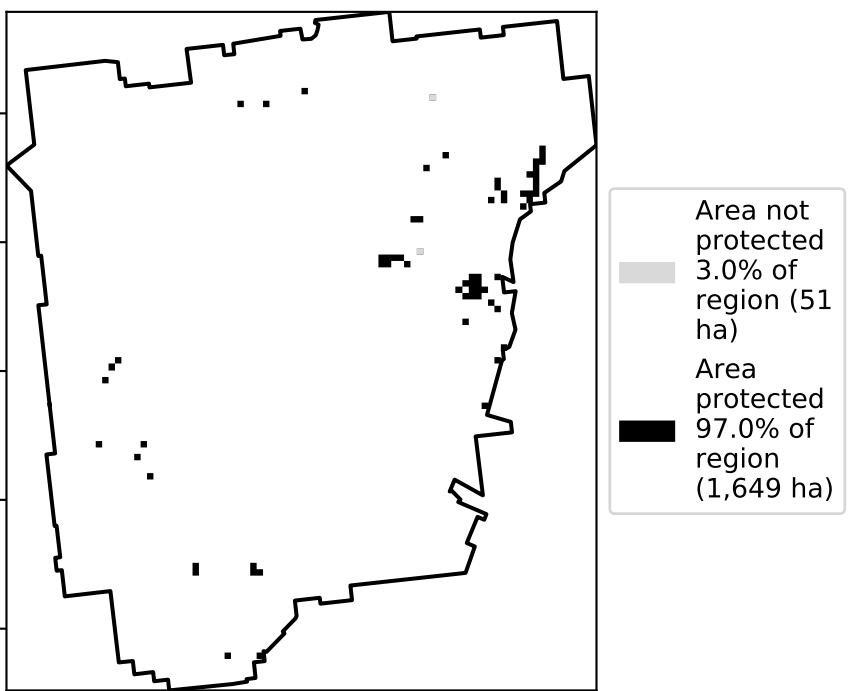 Area not
protected
3.0% of
region (51
ha)
Area
protected
97.0% of
region
(1,649 ha)